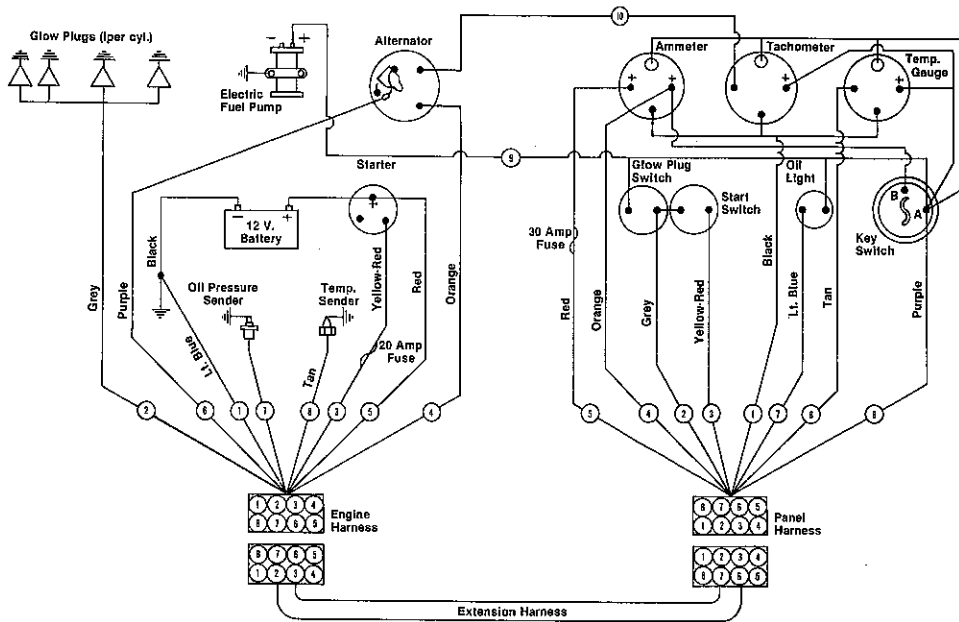 10
Glow Plugs (Iper cyl.)
− +
Alternator
Ammeter
Tachometer
Temp.
Gauge
Electric
Fuel Pump
+ + + + +
9
Starter
Glow Plug
Switch
Oil
Light
Start
Switch
B
A
Key
Switch
− +
12 V.
Battery
+
30 Amp
Fuse
Grey
Purple
Black
Lt. Blue
Oil Pressure
Sender
Temp.
Sender
Tan
Yellow-Red
20 Amp
Fuse
Red
Orange
Red
Orange
Grey
Yellow-Red
Black
Lt. Blue
Tan
Purple
2 6 1 7 8 3 5 4
5 4 2 3 1 7 6 8
1 2 3 4
8 7 6 5
Engine
Harness
8 7 6 5
1 2 3 4
Panel
Harness
8 7 6 5
1 2 3 4
1 2 3 4
8 7 6 5
Extension Harness